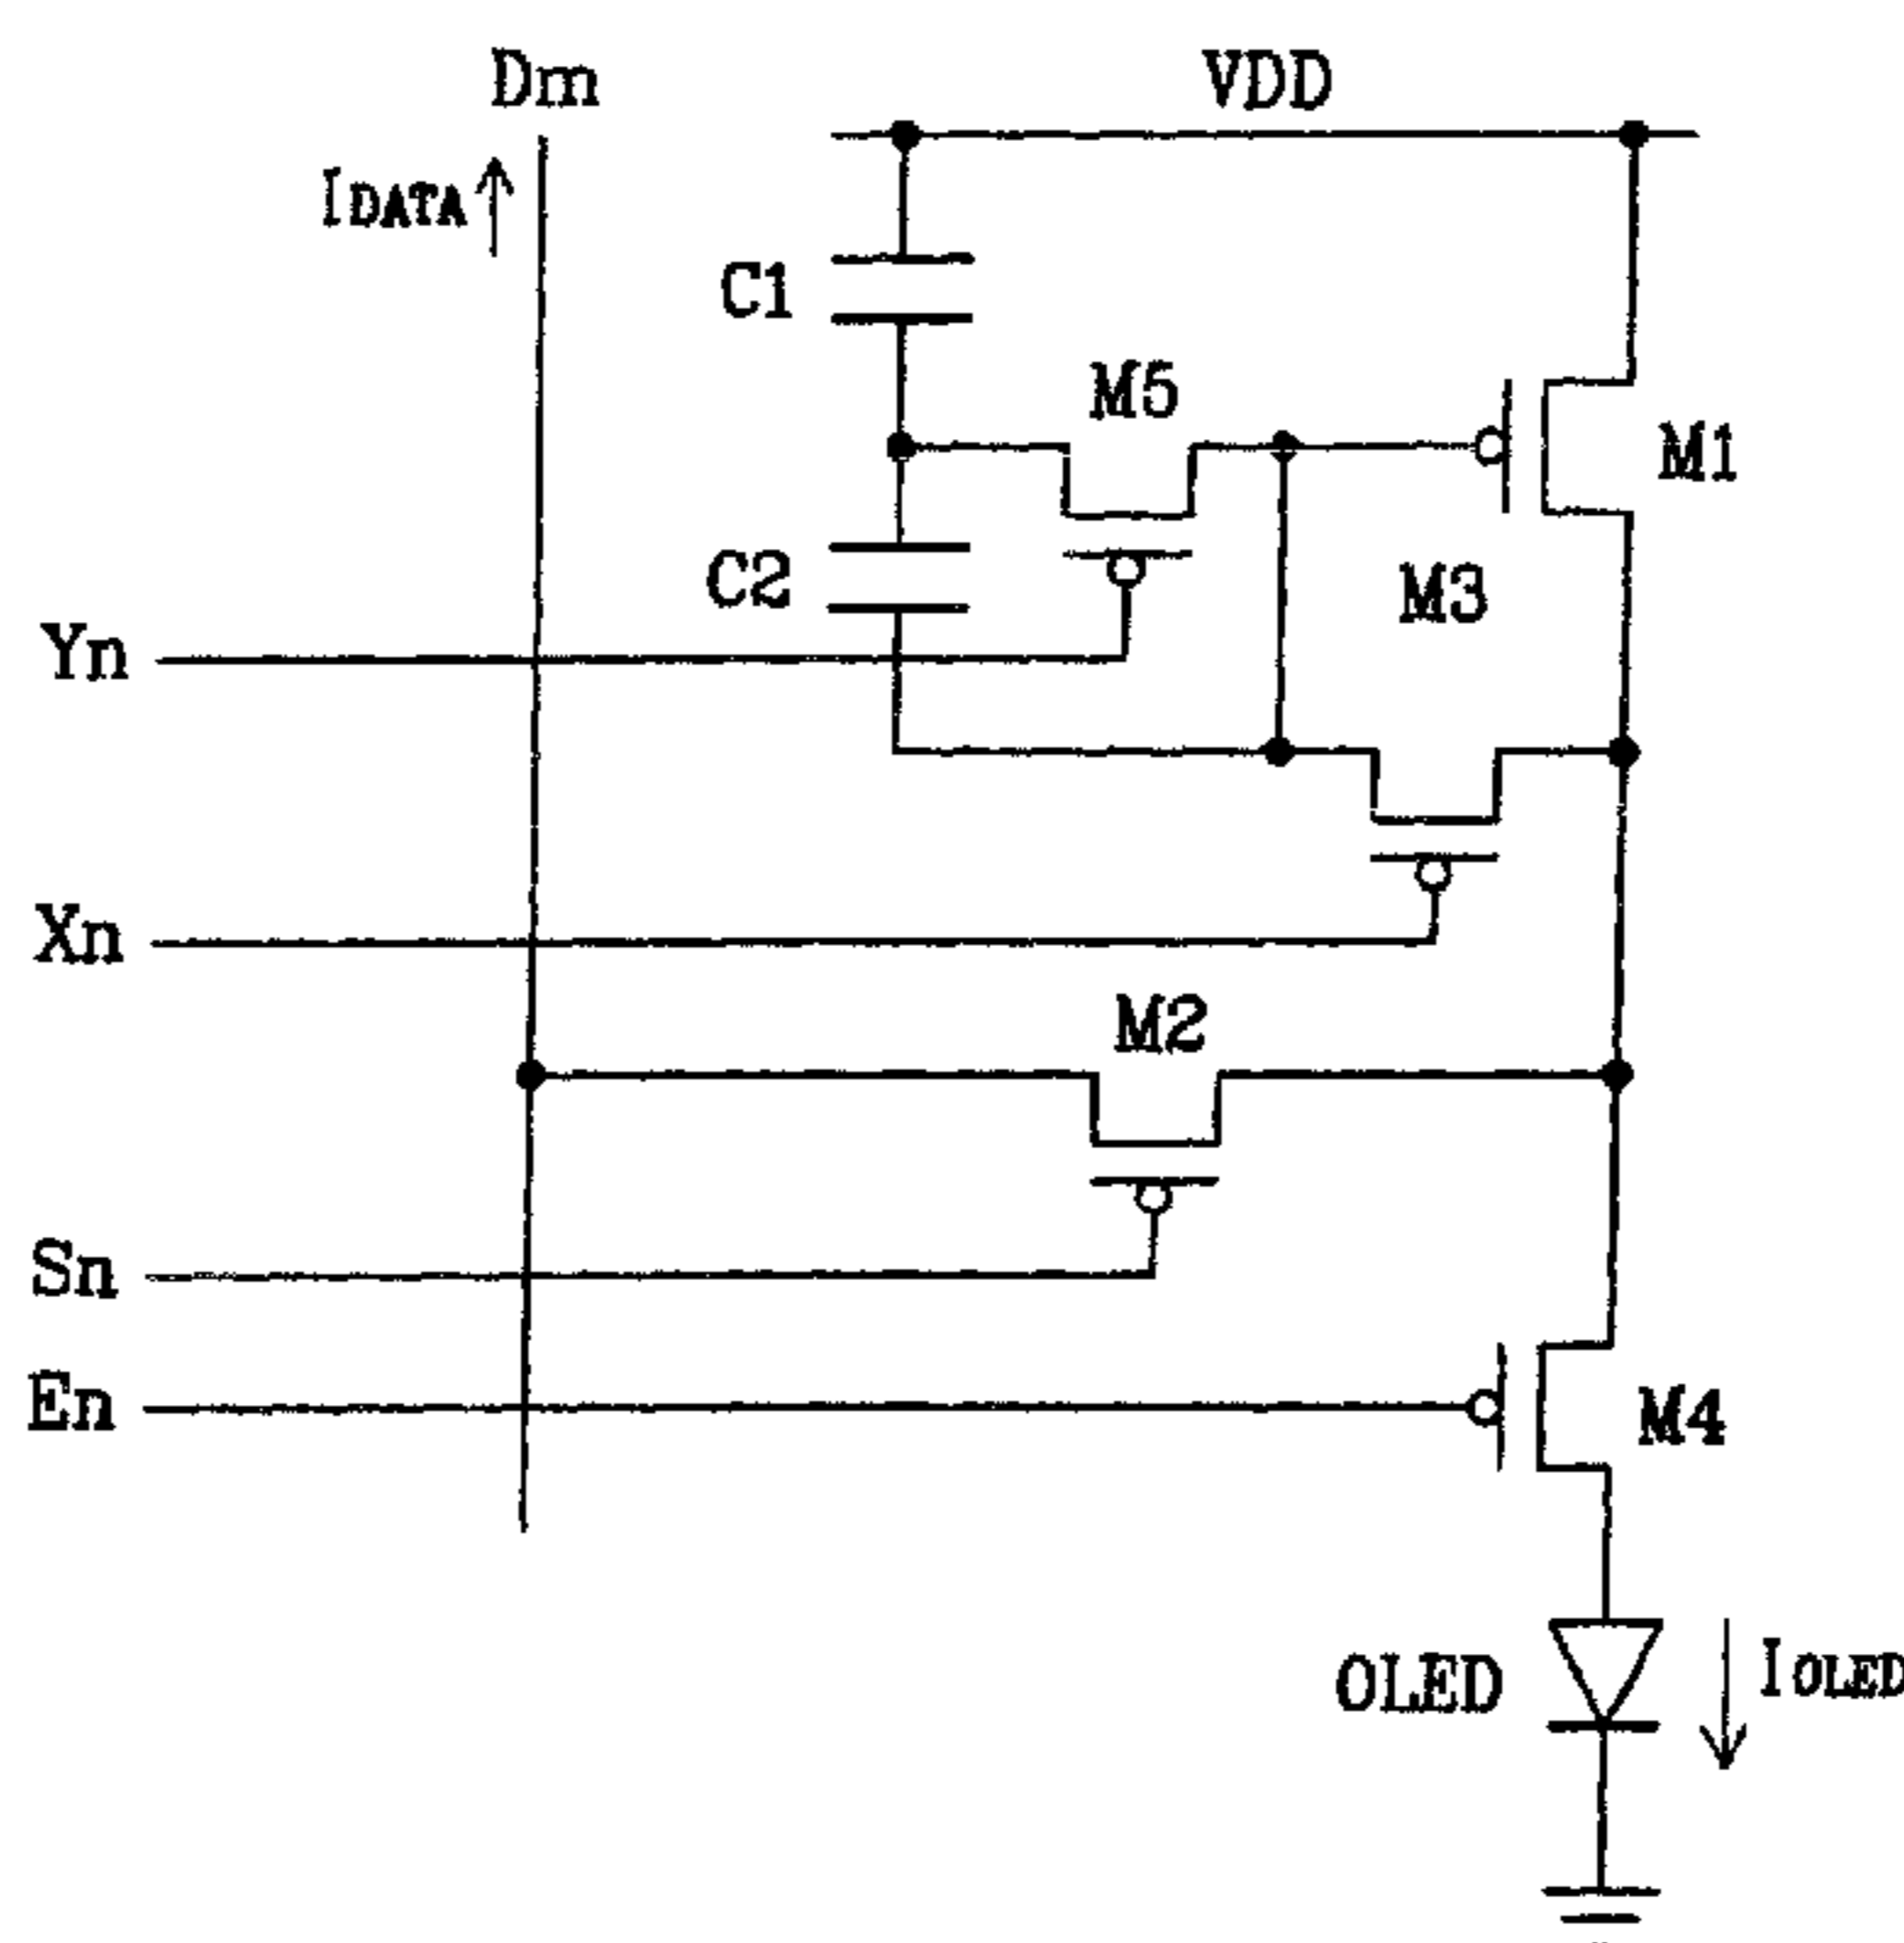 Dm
VDD
IDATA
C1
M5
M1
C2
M3
Yn
Xn
M2
Sn
En
M4
OLED
IOLED